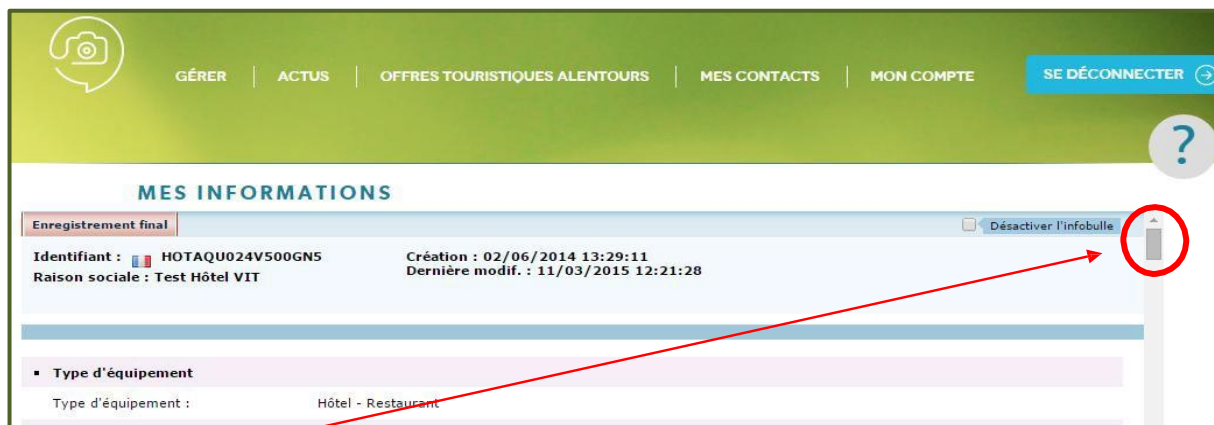 GÉRER ACTUS OFFRES TOURISTIQUES ALENTOURS MES CONTACTS MON COMPTE SE DÉCONNECTER
?
MES INFORMATIONS
Enregistrement final Désactiver l'infobulle
Identifiant : HOTAQU024V500GN5 Création : 02/06/2014 13:29:11
Raison sociale : Test Hôtel VIT Dernière modif. : 11/03/2015 12:21:28
Type d'équipement
Type d'équipement : Hôtel - Restaurant